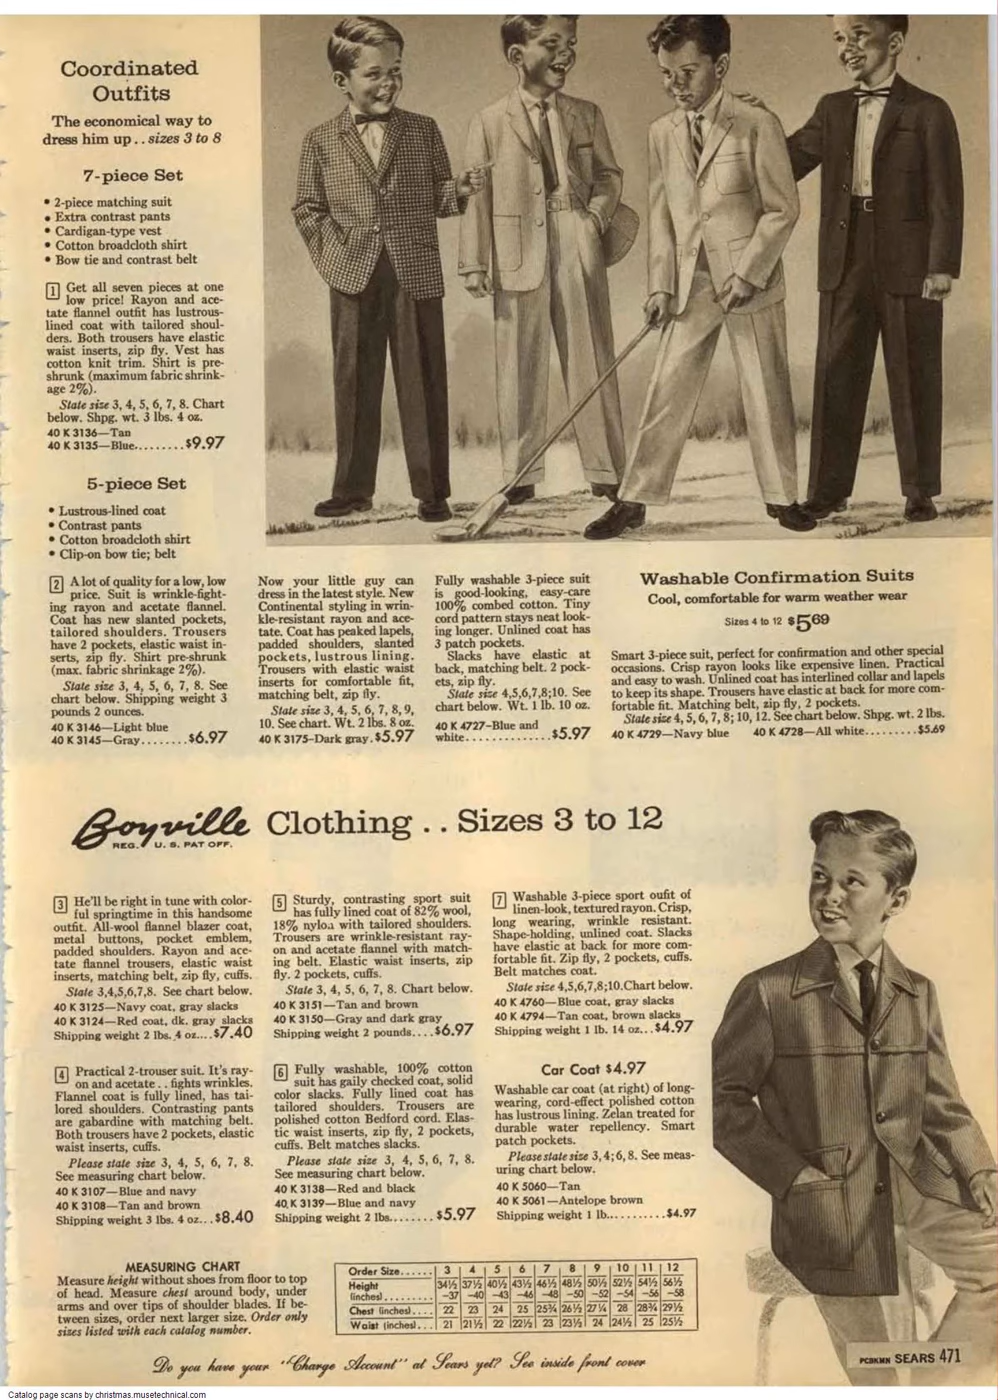 Coordinated
Outfits
The economical way to
dress him up . . sizes 3 to 8
7-piece Set
• 2-piece matching suit
• Extra contrast pants
• Cardigan-type vest
• Cotton broadcloth shirt
• Bow tie and contrast belt
1 Get all seven pieces at one
low price! Rayon and ace-
tate flannel outfit has lustrous-
lined coat with tailored shoul-
ders. Both trousers have elastic
waist inserts, zip fly. Vest has
cotton knit trim. Shirt is pre-
shrunk (maximum fabric shrink-
age 2%).
State size 3, 4, 5, 6, 7, 8. Chart
below. Shpg. wt. 3 lbs. 4 oz.
40 K 3136—Tan
40 K 3135—Blue.........$9.97
5-piece Set
• Lustrous-lined coat
• Contrast pants
• Cotton broadcloth shirt
• Clip-on bow tie; belt
2 A lot of quality for a low, low
price. Suit is wrinkle-fight-
ing rayon and acetate flannel.
Coat has new slanted pockets,
tailored shoulders. Trousers
have 2 pockets, elastic waist in-
serts, zip fly. Shirt pre-shrunk
(max. fabric shrinkage 2%).
State size 3, 4, 5, 6, 7, 8. See
chart below. Shipping weight 3
pounds 2 ounces.
40 K 3146—Light blue
40 K 3145—Gray........$6.97
Now your little guy can
dress in the latest style. New
Continental styling in wrin-
kle-resistant rayon and ace-
tate. Coat has peaked lapels,
padded shoulders, slanted
pockets, lustrous lining.
Trousers with elastic waist
inserts for comfortable fit,
matching belt, zip fly.
State size 3, 4, 5, 6, 7, 8, 9,
10. See chart. Wt. 2 lbs. 8 oz.
40 K 3175-Dark gray.$5.97
Fully washable 3-piece suit
is good-looking, easy-care
100% combed cotton. Tiny
cord pattern stays neat look-
ing longer. Unlined coat has
3 patch pockets.
Slacks have elastic at
back, matching belt. 2 pock-
ets, zip fly.
State size 4,5,6,7,8;10. See
chart below. Wt. 1 lb. 10 oz.
40 K 4727-Blue and
white..............$5.97
Washable Confirmation Suits
Cool, comfortable for warm weather wear
Sizes 4 to 12 $5.69
Smart 3-piece suit, perfect for confirmation and other special
occasions. Crisp rayon looks like expensive linen. Practical
and easy to wash. Unlined coat has interlined collar and lapels
to keep its shape. Trousers have elastic at back for more com-
fortable fit. Matching belt, zip fly, 2 pockets.
State size 4, 5, 6, 7, 8; 10, 12. See chart below. Shpg. wt. 2 lbs.
40 K 4729—Navy blue 40 K 4728—All white.........$5.69
Boyville Clothing . . Sizes 3 to 12
REG. U. S. PAT OFF.
3 He'll be right in tune with color-
ful springtime in this handsome
outfit. All-wool flannel blazer coat,
metal buttons, pocket emblem,
padded shoulders. Rayon and ace-
tate flannel trousers, elastic waist
inserts, matching belt, zip fly, cuffs.
State 3,4,5,6,7,8. See chart below.
40 K 3125—Navy coat, gray slacks
40 K 3124—Red coat, dk. gray slacks
Shipping weight 2 lbs. 4 oz....$7.40
4 Practical 2-trouser suit. It's ray-
on and acetate . . fights wrinkles.
Flannel coat is fully lined, has tai-
lored shoulders. Contrasting pants
are gabardine with matching belt.
Both trousers have 2 pockets, elastic
waist inserts, cuffs.
Please state size 3, 4, 5, 6, 7, 8.
See measuring chart below.
40 K 3107—Blue and navy
40 K 3108—Tan and brown
Shipping weight 3 lbs. 4 oz...$8.40
5 Sturdy, contrasting sport suit
has fully lined coat of 82% wool,
18% nylon with tailored shoulders.
Trousers are wrinkle-resistant ray-
on and acetate flannel with match-
ing belt. Elastic waist inserts, zip
fly. 2 pockets, cuffs.
State 3, 4, 5, 6, 7, 8. Chart below.
40 K 3151—Tan and brown
40 K 3150—Gray and dark gray
Shipping weight 2 pounds....$6.97
6 Fully washable, 100% cotton
suit has gaily checked coat, solid
color slacks. Fully lined coat has
tailored shoulders. Trousers are
polished cotton Bedford cord. Elas-
tic waist inserts, zip fly, 2 pockets,
cuffs. Belt matches slacks.
Please state size 3, 4, 5, 6, 7, 8.
See measuring chart below.
40 K 3138—Red and black
40 K 3139—Blue and navy
Shipping weight 2 lbs........$5.97
7 Washable 3-piece sport oufit of
linen-look, textured rayon. Crisp,
long wearing, wrinkle resistant.
Shape-holding, unlined coat. Slacks
have elastic at back for more com-
fortable fit. Zip fly, 2 pockets, cuffs.
Belt matches coat.
State size 4,5,6,7,8;10.Chart below.
40 K 4760—Blue coat, gray slacks
40 K 4794—Tan coat, brown slacks
Shipping weight 1 lb. 14 oz...$4.97
Car Coat $4.97
Washable car coat (at right) of long-
wearing, cord-effect polished cotton
has lustrous lining. Zelan treated for
durable water repellency. Smart
patch pockets.
Please state size 3, 4; 6, 8. See meas-
uring chart below.
40 K 5060—Tan
40 K 5061—Antelope brown
Shipping weight 1 lb...........$4.97
MEASURING CHART
Measure height without shoes from floor to top
of head. Measure chest around body, under
arms and over tips of shoulder blades. If be-
tween sizes, order next larger size. Order only
sizes listed with each catalog number.
Order Size...... 3 4 5 6 7 8 9 10 11 12
Height 34½ 37½ 40½ 43½ 46½ 48½ 50½ 52½ 54½ 56½
(inches)......... -37 -40 -43 -46 -48 -50 -52 -54 -56 -58
Chest (inches).... 22 23 24 25 25¾ 26½ 27¼ 28 28¾ 29½
Waist (inches)... 21 21½ 22 22½ 23 23½ 24 24½ 25 25½
Do you have your "Charge Account" at Sears yet? See inside front cover
PCBKMN SEARS 471
Catalog page scans by christmas.musetechnical.com